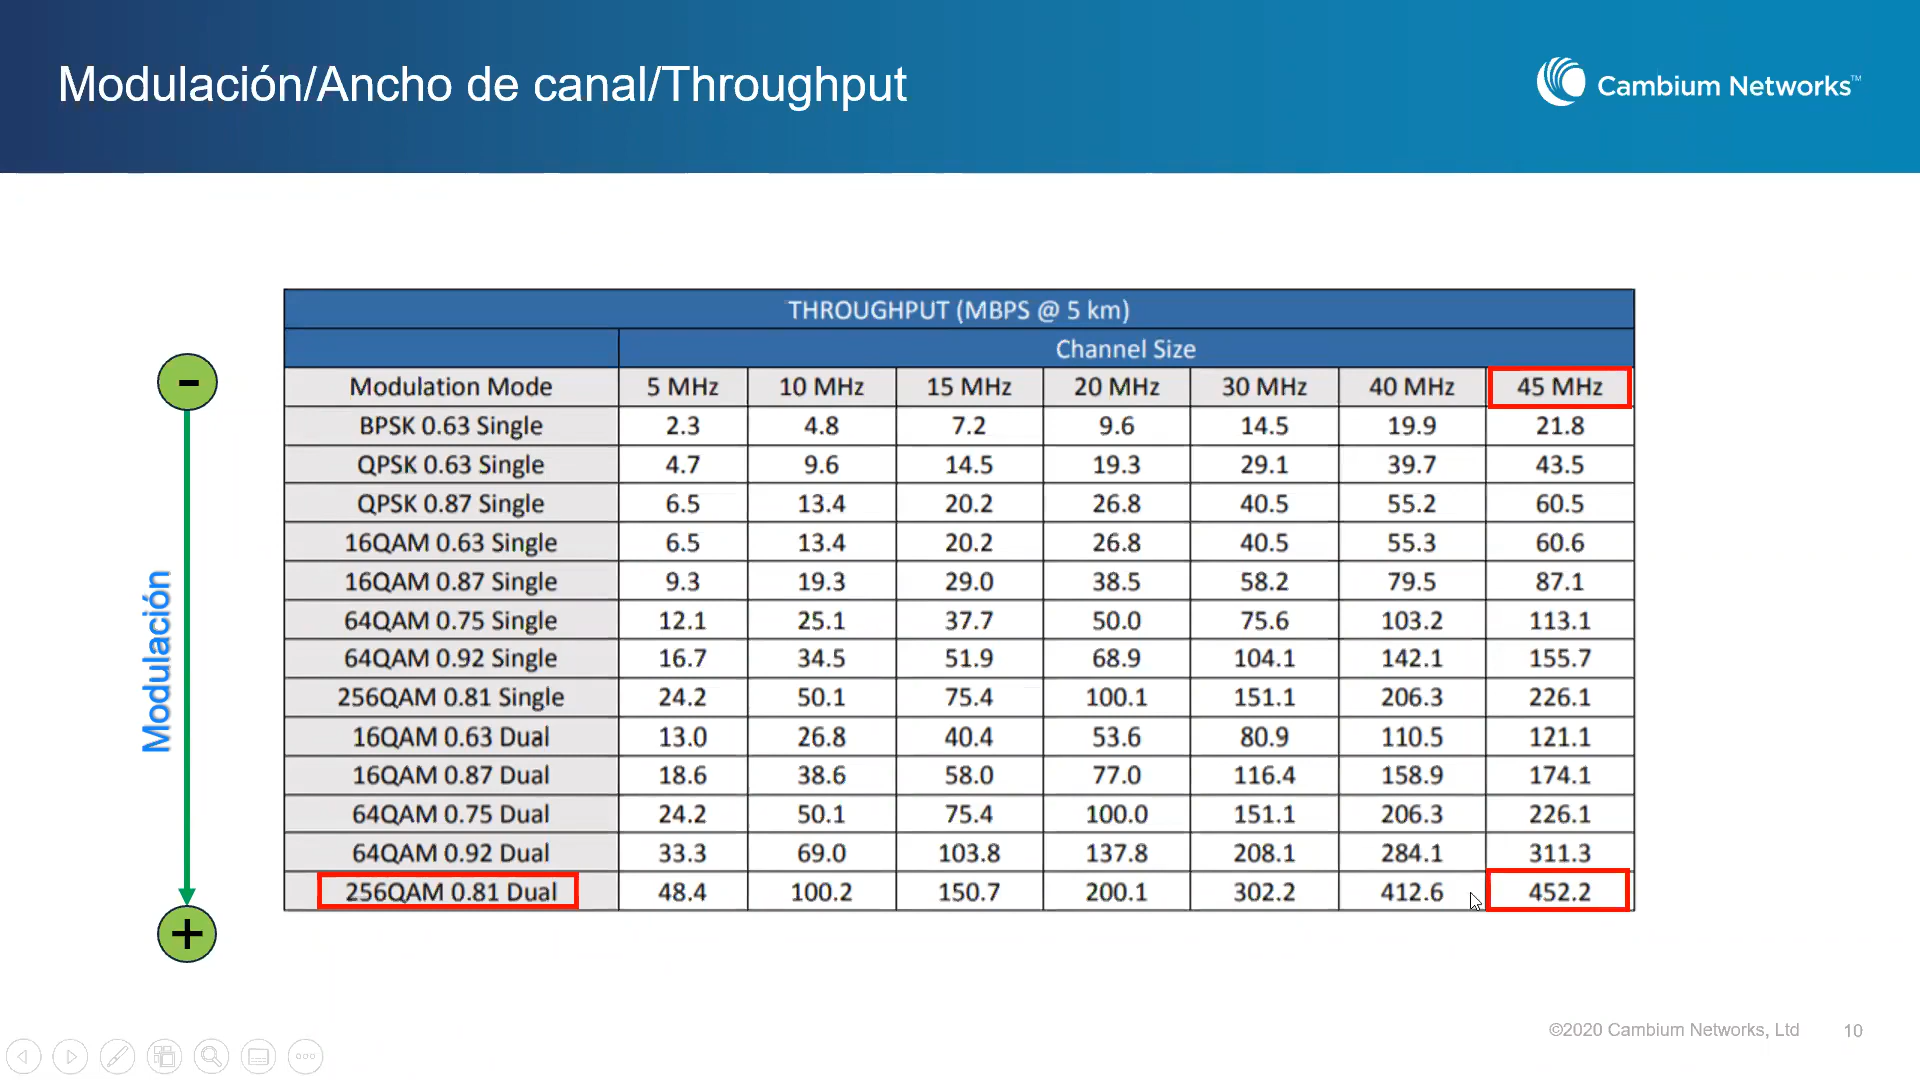 Modulación/Ancho de canal/Throughput
Cambium Networks™
THROUGHPUT (MBPS @ 5 km)
Channel Size
Modulation Mode 5 MHz 10 MHz 15 MHz 20 MHz 30 MHz 40 MHz 45 MHz
BPSK 0.63 Single 2.3 4.8 7.2 9.6 14.5 19.9 21.8
QPSK 0.63 Single 4.7 9.6 14.5 19.3 29.1 39.7 43.5
QPSK 0.87 Single 6.5 13.4 20.2 26.8 40.5 55.2 60.5
16QAM 0.63 Single 6.5 13.4 20.2 26.8 40.5 55.3 60.6
16QAM 0.87 Single 9.3 19.3 29.0 38.5 58.2 79.5 87.1
64QAM 0.75 Single 12.1 25.1 37.7 50.0 75.6 103.2 113.1
64QAM 0.92 Single 16.7 34.5 51.9 68.9 104.1 142.1 155.7
256QAM 0.81 Single 24.2 50.1 75.4 100.1 151.1 206.3 226.1
16QAM 0.63 Dual 13.0 26.8 40.4 53.6 80.9 110.5 121.1
16QAM 0.87 Dual 18.6 38.6 58.0 77.0 116.4 158.9 174.1
64QAM 0.75 Dual 24.2 50.1 75.4 100.0 151.1 206.3 226.1
64QAM 0.92 Dual 33.3 69.0 103.8 137.8 208.1 284.1 311.3
256QAM 0.81 Dual 48.4 100.2 150.7 200.1 302.2 412.6 452.2
-
Modulación
+
©2020 Cambium Networks, Ltd 10